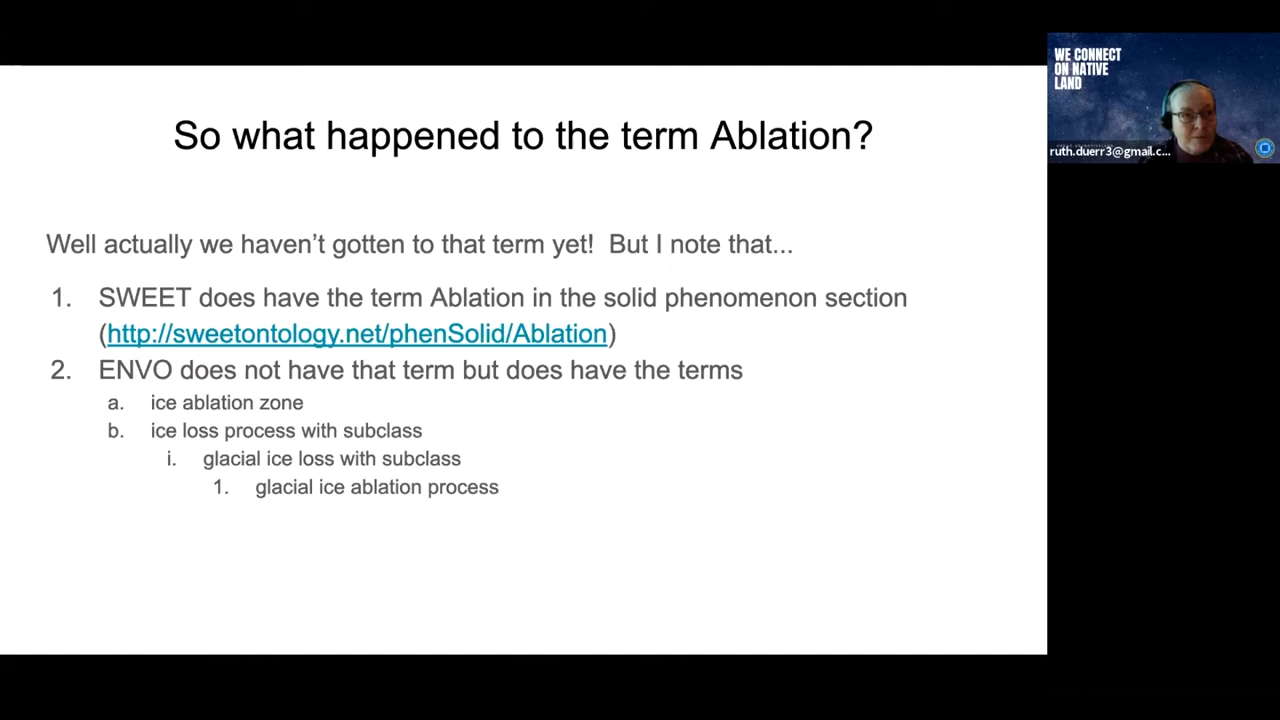 So what happened to the term Ablation?
Well actually we haven't gotten to that term yet!  But I note that...
1. SWEET does have the term Ablation in the solid phenomenon section
(http://sweetontology.net/phenSolid/Ablation)
2. ENVO does not have that term but does have the terms
a. ice ablation zone
b. ice loss process with subclass
i. glacial ice loss with subclass
1. glacial ice ablation process
WE CONNECT
ON NATIVE
LAND
ruth.duerr3@gmail.c...